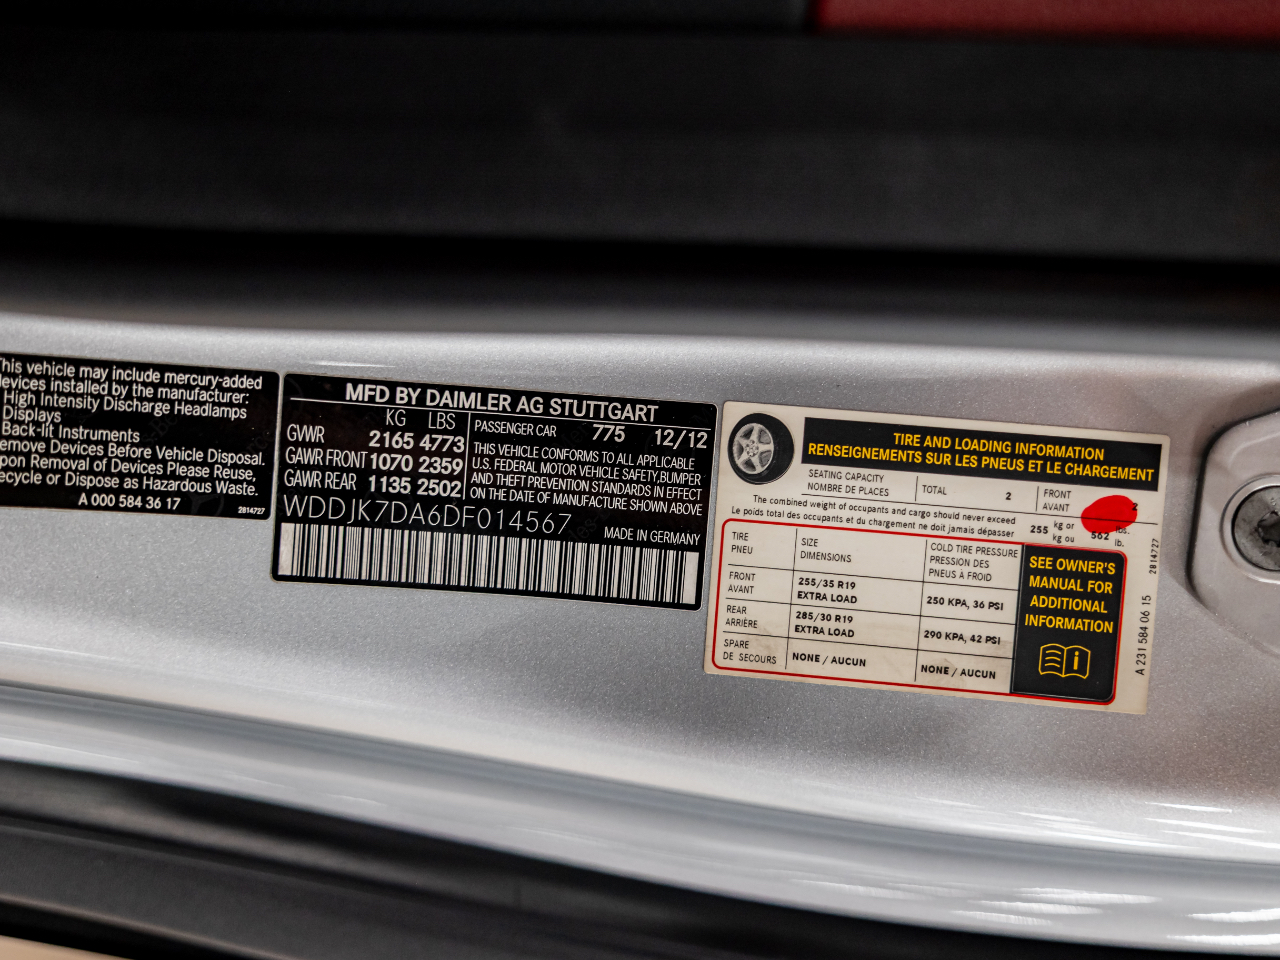 This vehicle may include mercury-added
devices installed by the manufacturer:
High Intensity Discharge Headlamps
Displays
Back-lit Instruments
Remove Devices Before Vehicle Disposal.
Upon Removal of Devices Please Reuse,
Recycle or Dispose as Hazardous Waste.
A 000 584 36 17
2814727
MFD BY DAIMLER AG STUTTGART
KG LBS
GVWR 2165 4773
GAWR FRONT 1070 2359
GAWR REAR 1135 2502
PASSENGER CAR 775 12/12
THIS VEHICLE CONFORMS TO ALL APPLICABLE
U.S. FEDERAL MOTOR VEHICLE SAFETY, BUMPER
AND THEFT PREVENTION STANDARDS IN EFFECT
ON THE DATE OF MANUFACTURE SHOWN ABOVE
WDDJK7DA6DF014567
MADE IN GERMANY
TIRE AND LOADING INFORMATION
RENSEIGNEMENTS SUR LES PNEUS ET LE CHARGEMENT
SEATING CAPACITY
NOMBRE DE PLACES
TOTAL 2
FRONT
AVANT 2
The combined weight of occupants and cargo should never exceed
Le poids total des occupants et du chargement ne doit jamais dépasser
255 kg or
kg ou
562 lbs.
lb.
TIRE
PNEU
SIZE
DIMENSIONS
COLD TIRE PRESSURE
PRESSION DES
PNEUS À FROID
FRONT
AVANT
255/35 R19
EXTRA LOAD
250 KPA, 36 PSI
REAR
ARRIÈRE
285/30 R19
EXTRA LOAD
290 KPA, 42 PSI
SPARE
DE SECOURS
NONE / AUCUN
NONE / AUCUN
SEE OWNER'S
MANUAL FOR
ADDITIONAL
INFORMATION
A 231 584 06 15
2814727